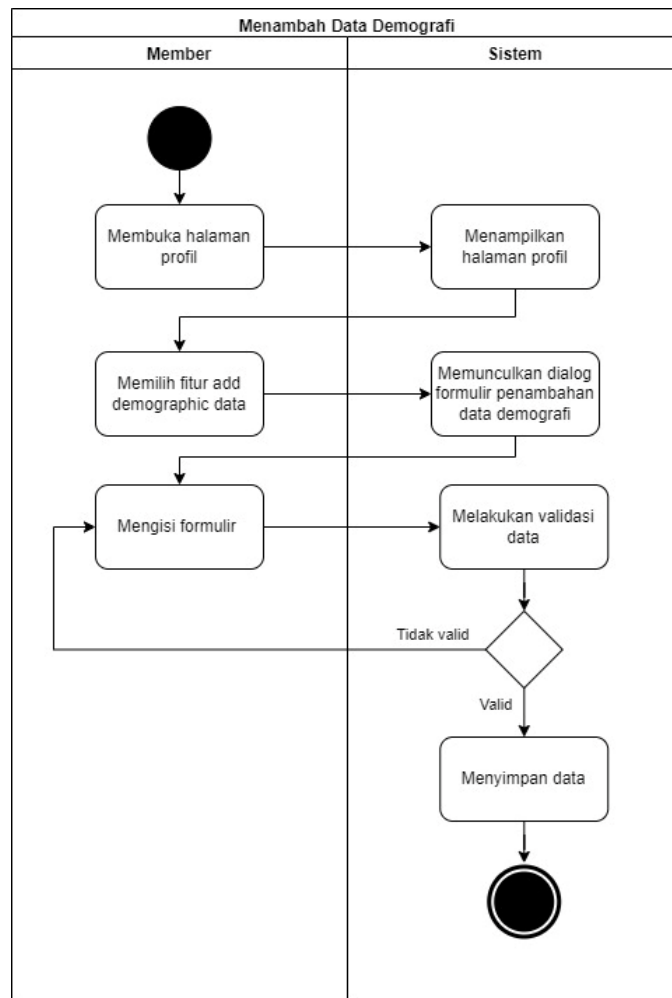 Menambah Data Demografi
Member
Sistem
Membuka halaman
profil
Menampilkan
halaman profil
Memilih fitur add
demographic data
Memunculkan dialog
formulir penambahan
data demografi
Mengisi formulir
Melakukan validasi
data
Tidak valid
Valid
Menyimpan data